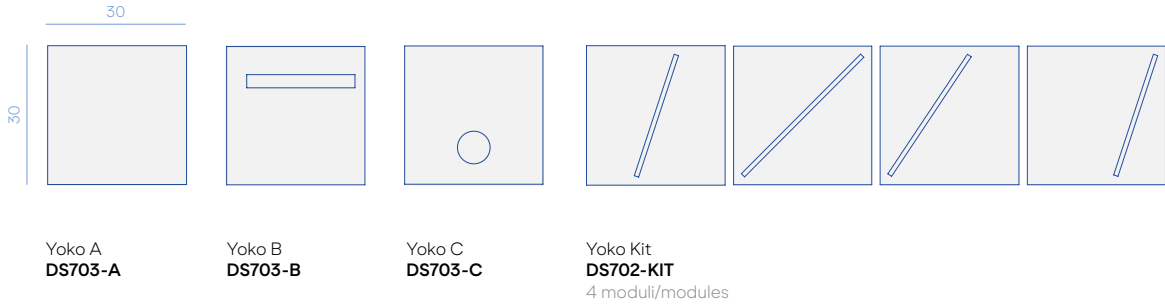 30
30
Yoko A
DS703-A
Yoko B
DS703-B
Yoko C
DS703-C
Yoko Kit
DS702-KIT
4 moduli/modules